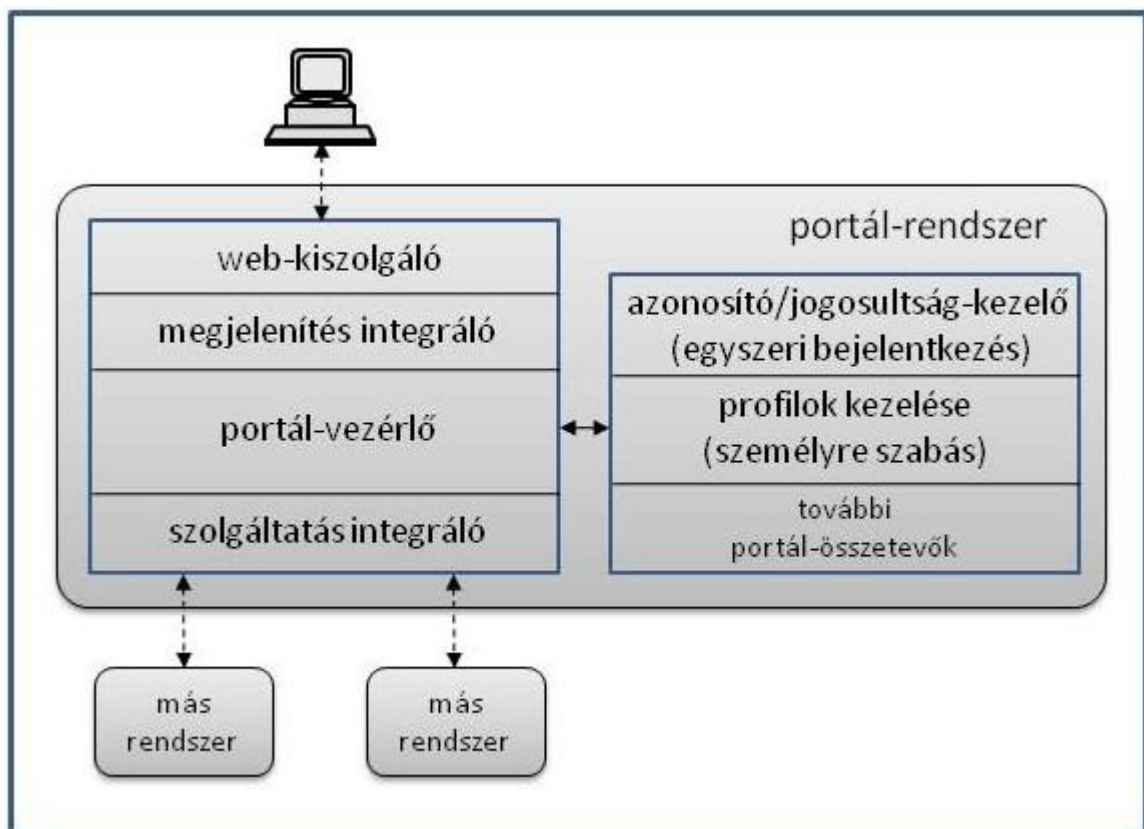 portál-rendszer
web-kiszolgáló
megjelenítés integráló
portál-vezérlő
szolgáltatás integráló
azonosító/jogosultság-kezelő
(egyszeri bejelentkezés)
profilok kezelése
(személyre szabás)
további
portál-összetevők
más
rendszer
más
rendszer